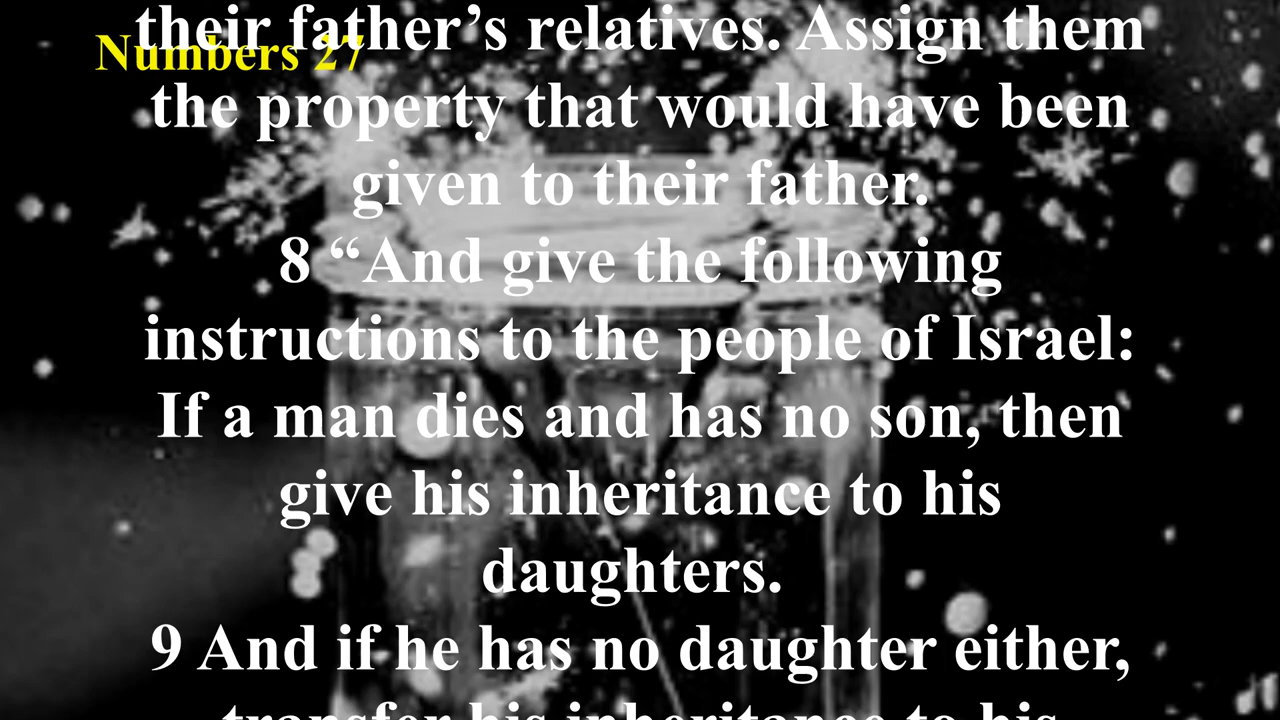 their father’s relatives. Assign them
Numbers 27
the property that would have been
given to their father.
8 “And give the following
instructions to the people of Israel:
If a man dies and has no son, then
give his inheritance to his
daughters.
9 And if he has no daughter either,
transfer his inheritance to his